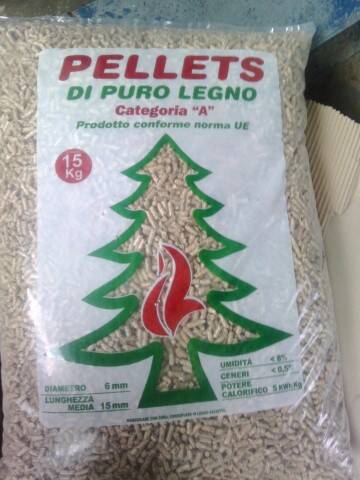 PELLETS
DI PURO LEGNO
Categoria "A"
Prodotto conforme norma UE
15
Kg
DIAMETRO 6 mm
LUNGHEZZA
MEDIA 15 mm
UMIDITÀ < 8%
CENERI < 0,5%
POTERE
CALORIFICO 5 kWh/Kg